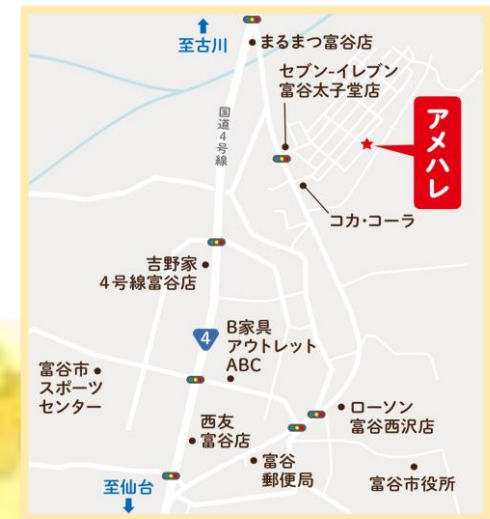 至古川
まるまつ富谷店
セブン-イレブン
富谷太子堂店
国道4号線
アメハレ
コカ・コーラ
吉野家
4号線富谷店
4
B家具
アウトレット
ABC
富谷市
スポーツ
センター
ローソン
富谷西沢店
西友
富谷店
富谷
郵便局
富谷市役所
至仙台